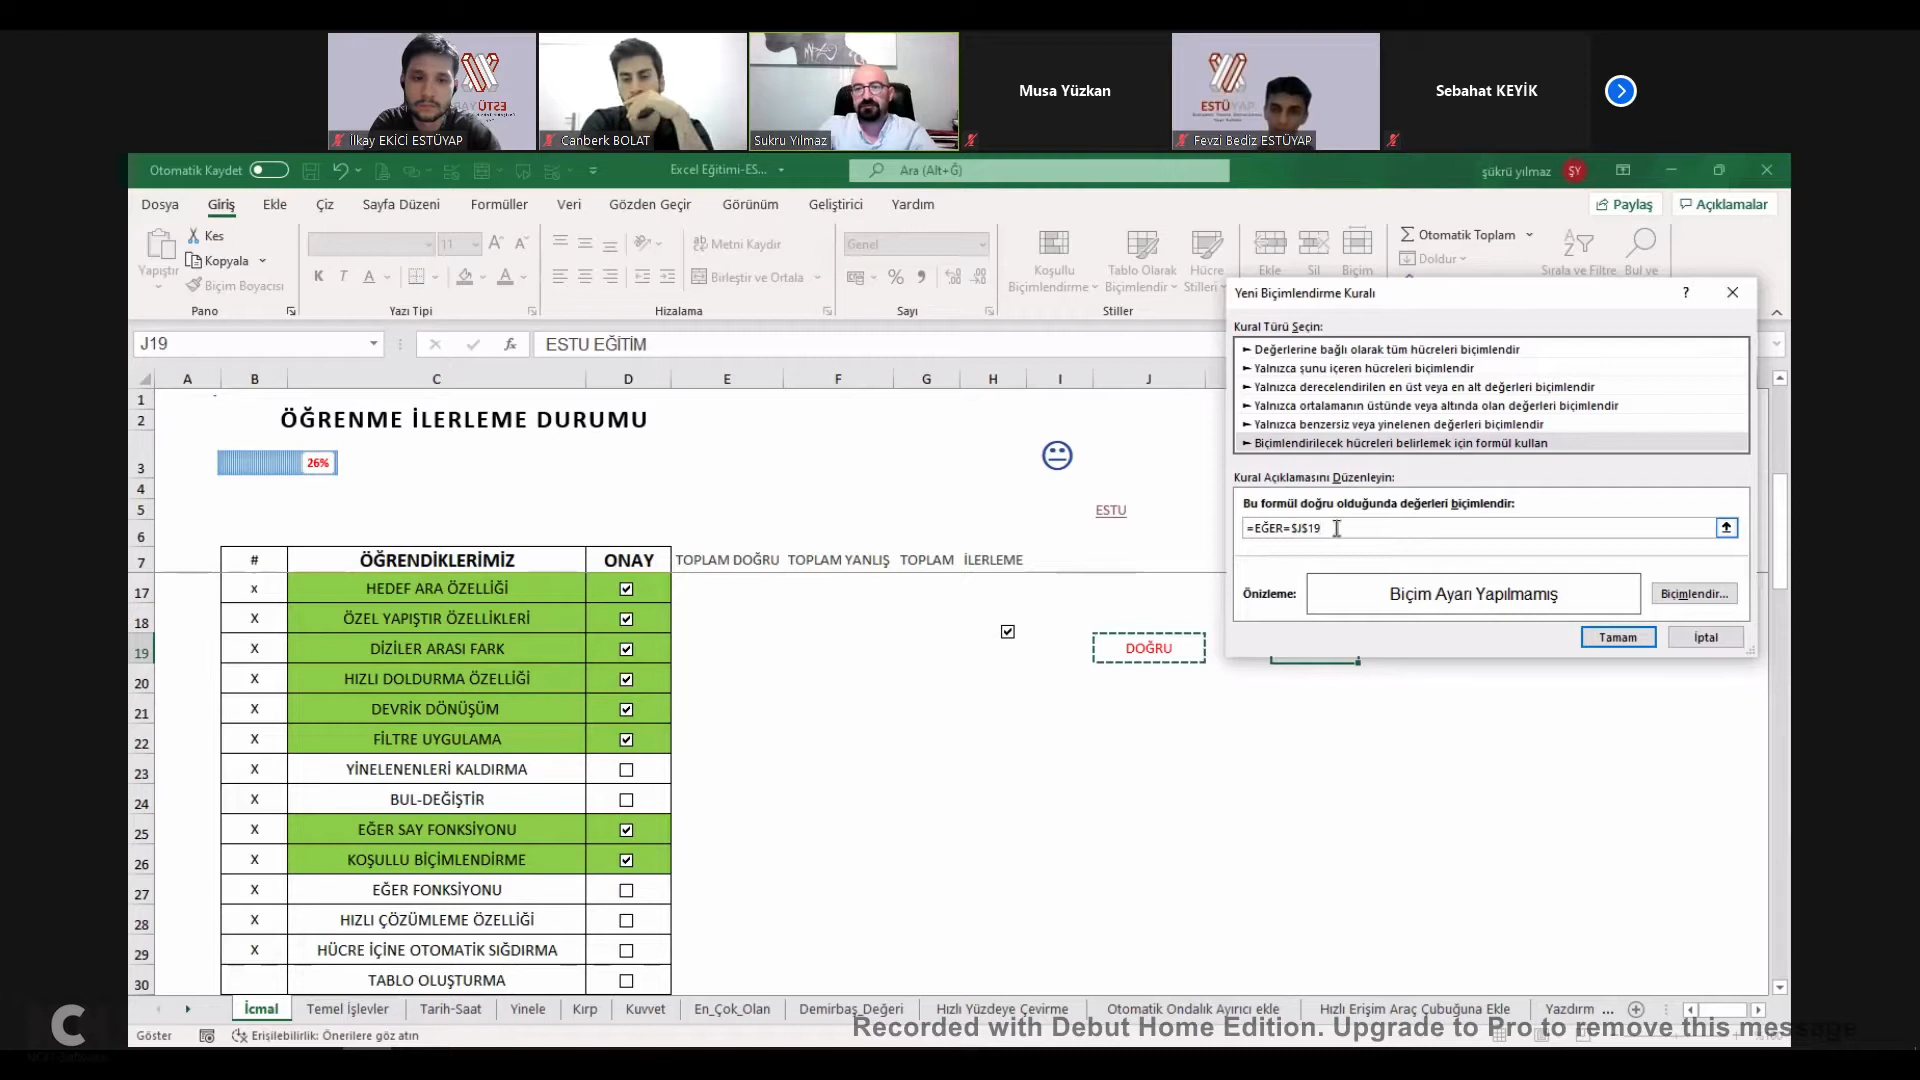 ESTÜYAP
ESTÜYAP
İlkay EKİCİ ESTÜYAP
Canberk BOLAT
Sukru Yılmaz
Musa Yüzkan
Fevzi Bediz ESTÜYAP
Sebahat KEYİK
Otomatik Kaydet
Excel Eğitimi-ES...
Ara (Alt+Ğ)
şükrü yılmaz
ŞY
Dosya Giriş Ekle Çiz Sayfa Düzeni Formüller Veri Gözden Geçir Görünüm Geliştirici Yardım
Paylaş
Açıklamalar
Yapıştır
Kes
Kopyala
Biçim Boyacısı
Pano
11
K T A
Yazı Tipi
Metni Kaydır
Birleştir ve Ortala
Hizalama
Genel
Sayı
Koşullu Biçimlendirme
Tablo Olarak Biçimlendir
Hücre Stilleri
Stiller
Ekle Sil Biçim
Otomatik Toplam
Doldur
Sırala ve Filtre
Bul ve
J19
fx
ESTU EĞİTİM
A B C D E F G H I J
1
2 ÖĞRENME İLERLEME DURUMU
3 26%
4
5 ESTU
6
7 # ÖĞRENDİKLERİMİZ ONAY TOPLAM DOĞRU TOPLAM YANLIŞ TOPLAM İLERLEME
17 x HEDEF ARA ÖZELLİĞİ
18 X ÖZEL YAPIŞTIR ÖZELLİKLERİ
19 X DİZİLER ARASI FARK DOĞRU
20 X HIZLI DOLDURMA ÖZELLİĞİ
21 X DEVRİK DÖNÜŞÜM
22 X FİLTRE UYGULAMA
23 X YİNELENENLERİ KALDIRMA
24 X BUL-DEĞİŞTİR
25 X EĞER SAY FONKSİYONU
26 X KOŞULLU BİÇİMLENDİRME
27 X EĞER FONKSİYONU
28 X HIZLI ÇÖZÜMLEME ÖZELLİĞİ
29 X HÜCRE İÇİNE OTOMATİK SIĞDIRMA
30 TABLO OLUŞTURMA
Yeni Biçimlendirme Kuralı
?
Kural Türü Seçin:
► Değerlerine bağlı olarak tüm hücreleri biçimlendir
► Yalnızca şunu içeren hücreleri biçimlendir
► Yalnızca derecelendirilen en üst veya en alt değerleri biçimlendir
► Yalnızca ortalamanın üstünde veya altında olan değerleri biçimlendir
► Yalnızca benzersiz veya yinelenen değerleri biçimlendir
► Biçimlendirilecek hücreleri belirlemek için formül kullan
Kural Açıklamasını Düzenleyin:
Bu formül doğru olduğunda değerleri biçimlendir:
=EĞER=$J$19
Önizleme:
Biçim Ayarı Yapılmamış
Biçimlendir...
Tamam
İptal
İcmal Temel İşlevler Tarih-Saat Yinele Kırp Kuvvet En_Çok_Olan Demirbaş_Değeri Hızlı Yüzdeye Çevirme Otomatik Ondalık Ayırıcı ekle Hızlı Erişim Araç Çubuğuna Ekle Yazdırm ...
Göster
Erişilebilirlik: Önerilere göz atın
Recorded with Debut Home Edition. Upgrade to Pro to remove this message